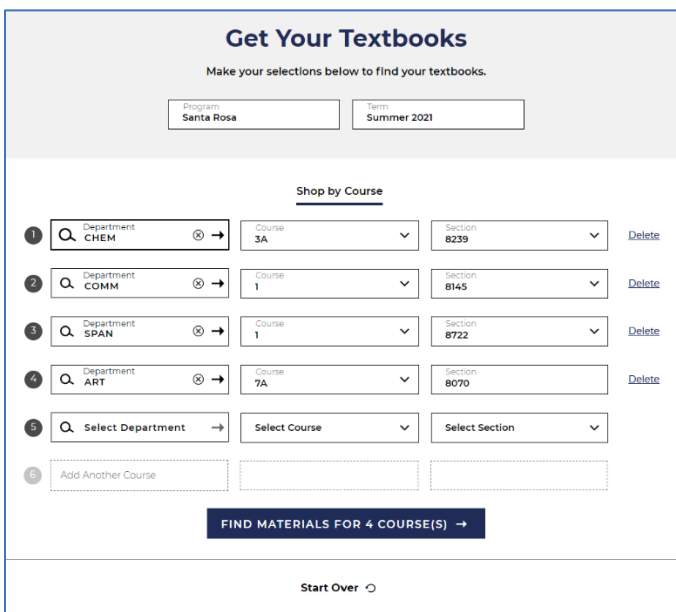 Get Your Textbooks
Make your selections below to find your textbooks.
Program
Santa Rosa
Term
Summer 2021
Shop by Course
1
Department
CHEM
Course
3A
Section
8239
Delete
2
Department
COMM
Course
1
Section
8145
Delete
3
Department
SPAN
Course
1
Section
8722
Delete
4
Department
ART
Course
7A
Section
8070
Delete
5
Select Department
Select Course
Select Section
6
Add Another Course
FIND MATERIALS FOR 4 COURSE(S) →
Start Over